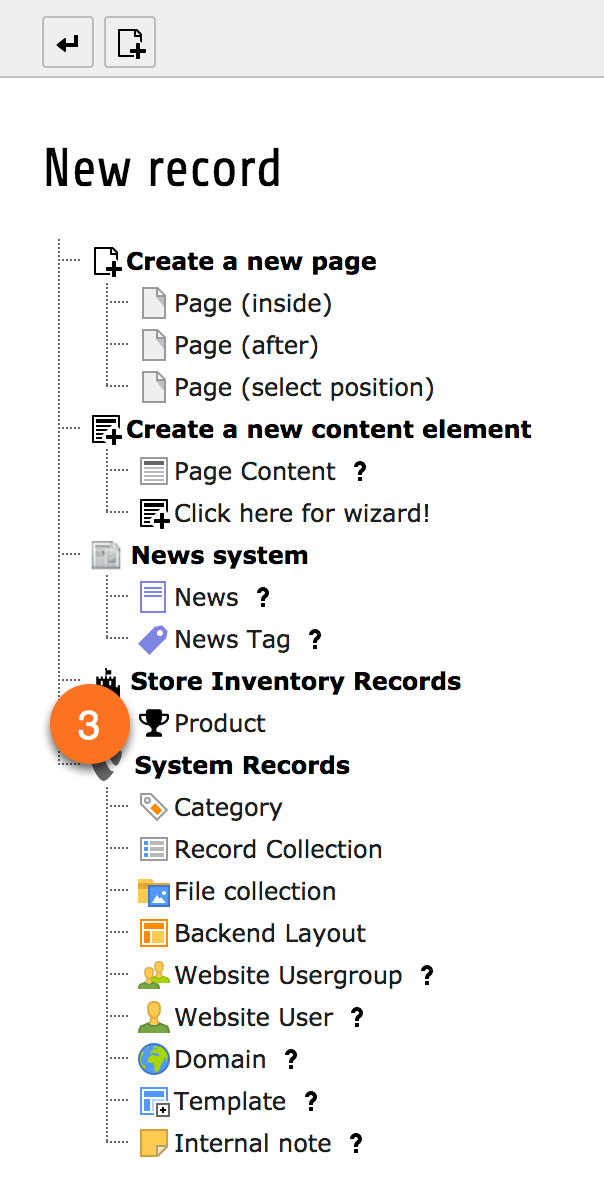 New record
Create a new page
Page (inside)
Page (after)
Page (select position)
Create a new content element
Page Content ?
Click here for wizard!
News system
News ?
News Tag ?
Store Inventory Records
3 Product
System Records
Category
Record Collection
File collection
Backend Layout
Website Usergroup ?
Website User ?
Domain ?
Template ?
Internal note ?